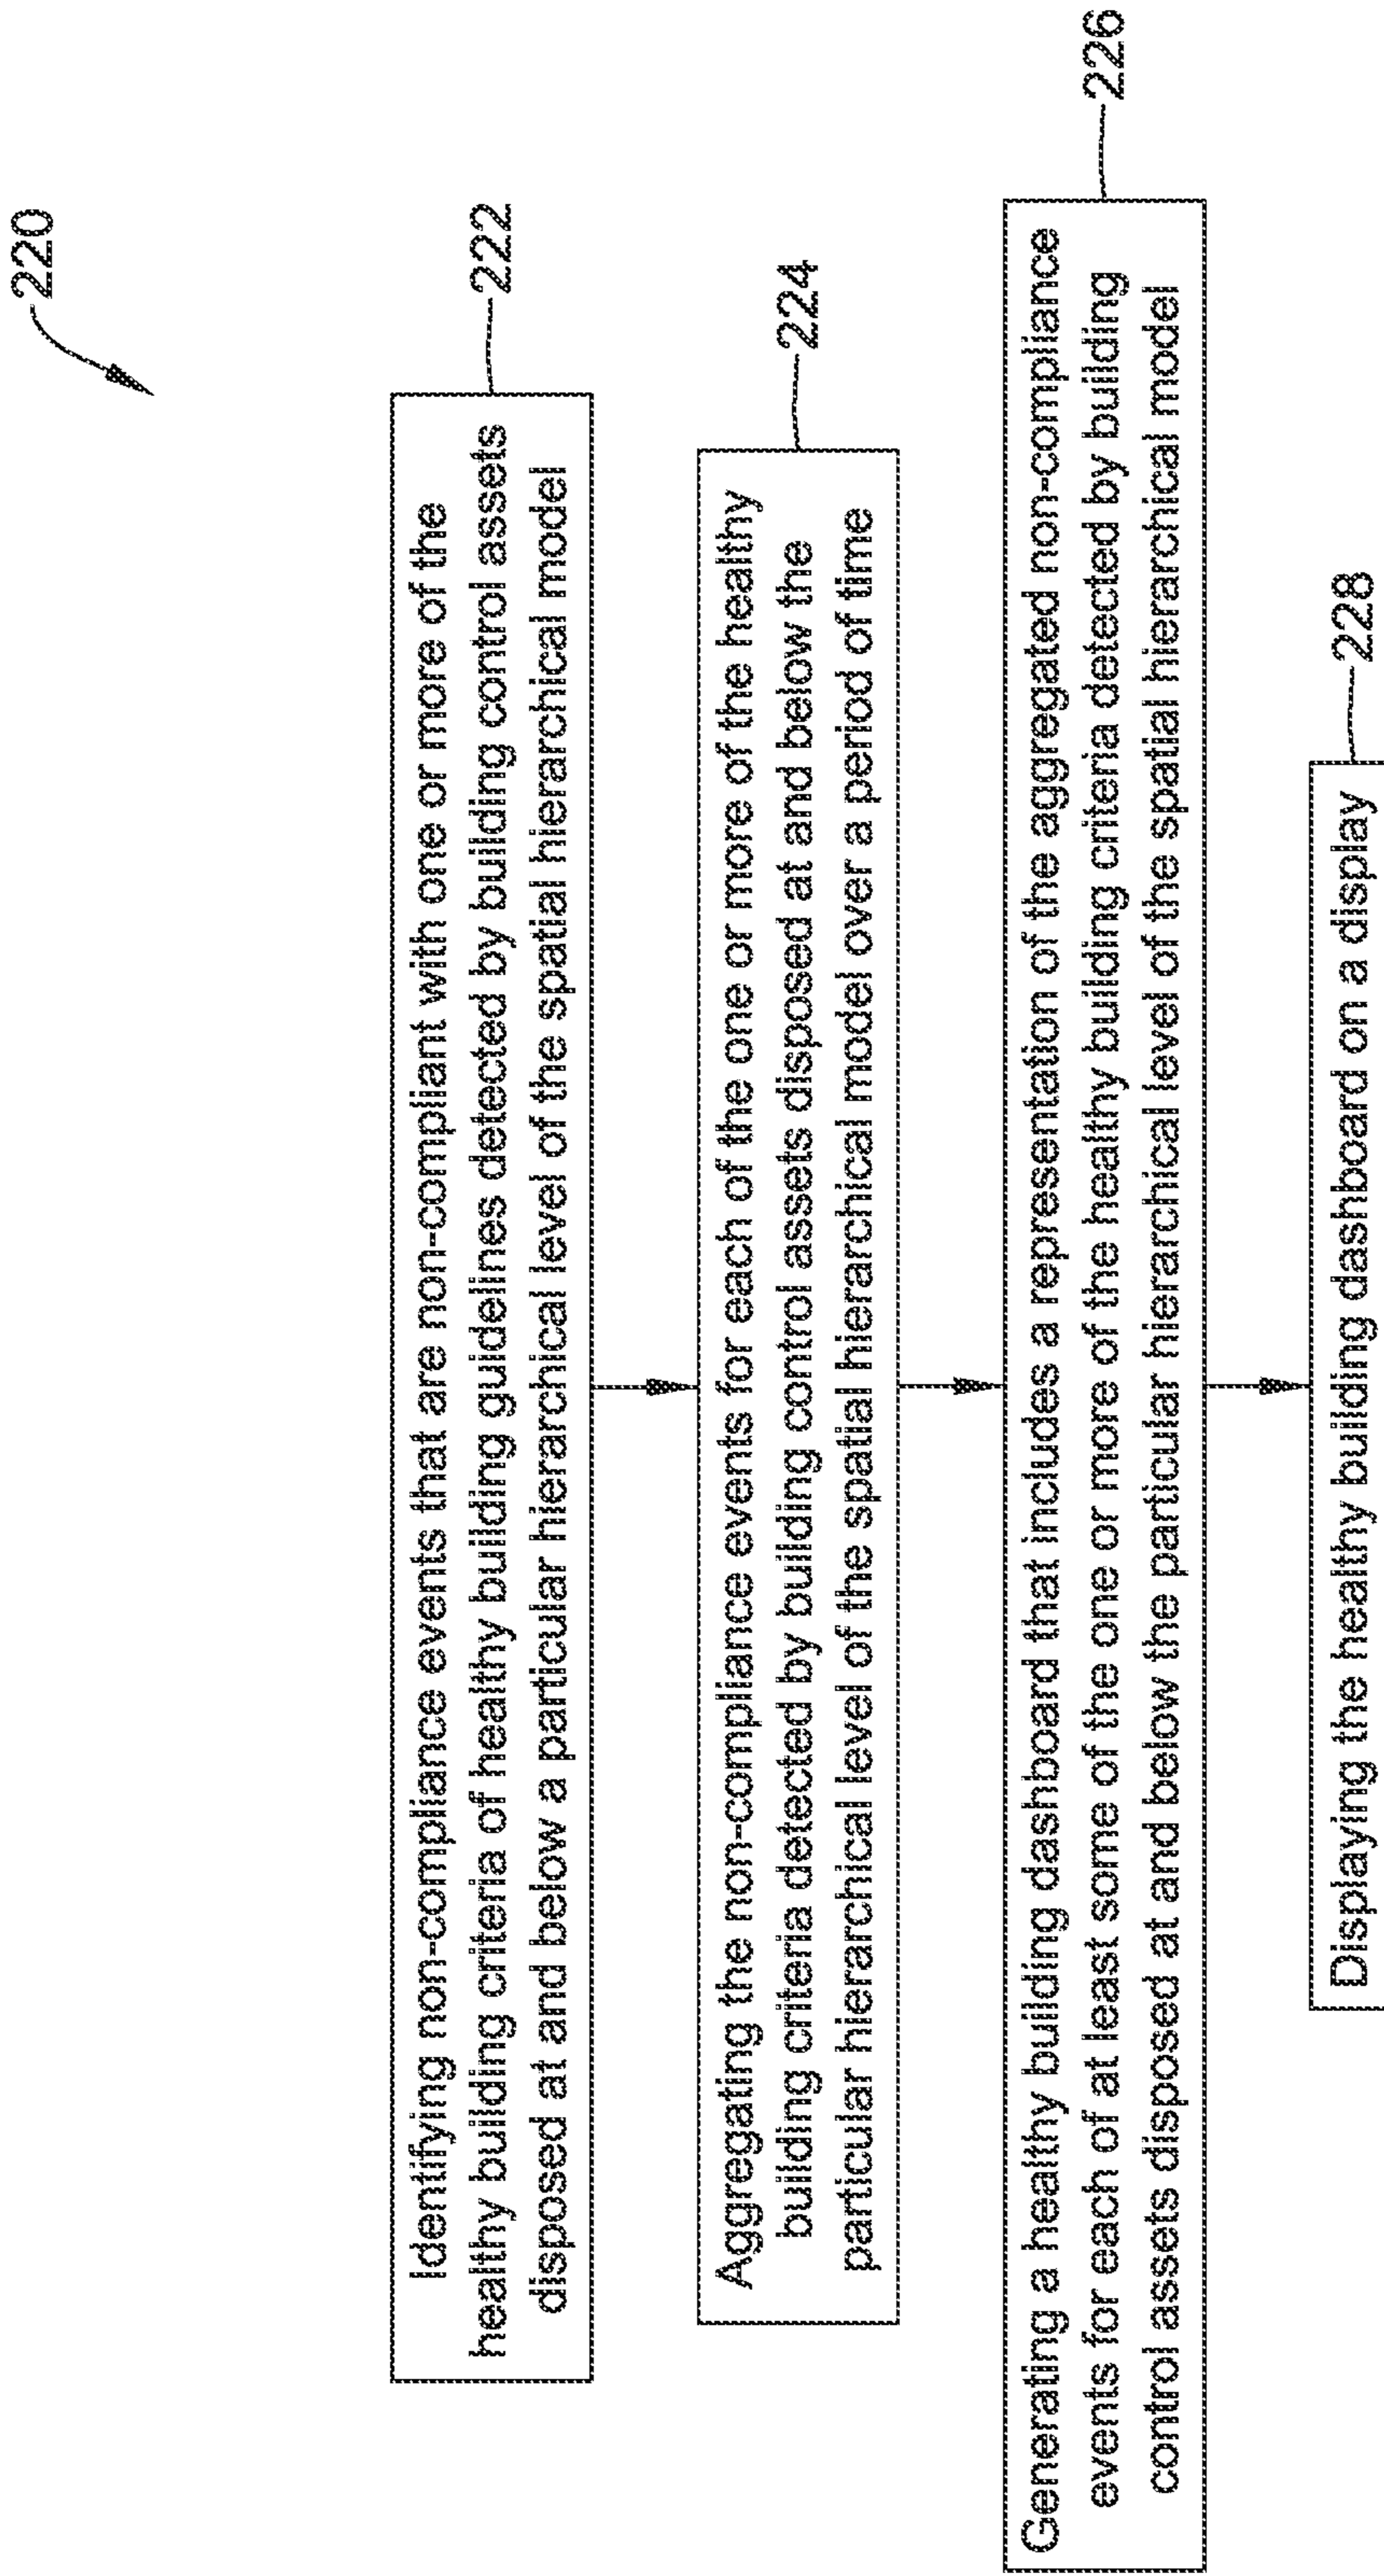 220
Identifying non-compliance events that are non-compliant with one or more of the
healthy building criteria of healthy building guidelines detected by building control assets
disposed at and below a particular hierarchical level of the spatial hierarchical model
222
Aggregating the non-compliance events for each of the one or more of the healthy
building criteria detected by building control assets disposed at and below the
particular hierarchical level of the spatial hierarchical model over a period of time
224
Generating a healthy building dashboard that includes a representation of the aggregated non-compliance
events for each of at least some of the one or more of the healthy building criteria detected by building
control assets disposed at and below the particular hierarchical level of the spatial hierarchical model
226
Displaying the healthy building dashboard on a display
228